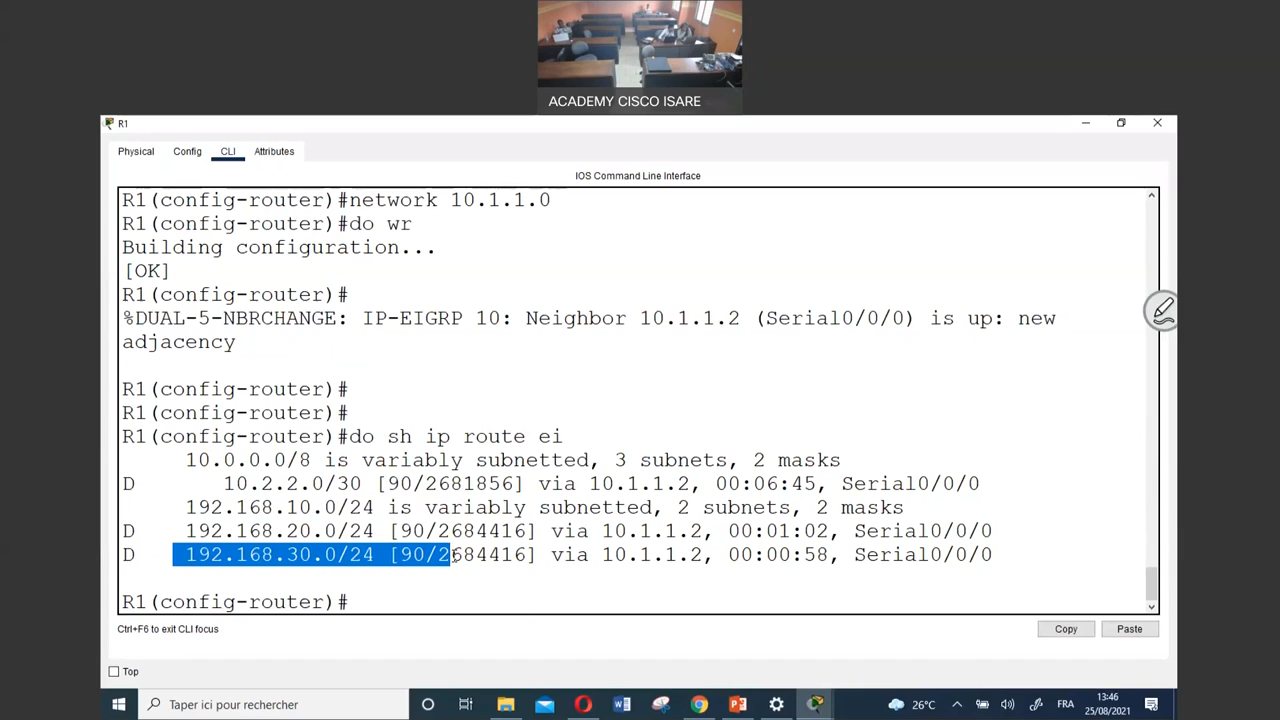 ACADEMY CISCO ISARE
R1
Physical Config CLI Attributes
IOS Command Line Interface
R1(config-router)#network 10.1.1.0
R1(config-router)#do wr
Building configuration...
[OK]
R1(config-router)#
%DUAL-5-NBRCHANGE: IP-EIGRP 10: Neighbor 10.1.1.2 (Serial0/0/0) is up: new
adjacency
R1(config-router)#
R1(config-router)#
R1(config-router)#do sh ip route ei
10.0.0.0/8 is variably subnetted, 3 subnets, 2 masks
D 10.2.2.0/30 [90/2681856] via 10.1.1.2, 00:06:45, Serial0/0/0
192.168.10.0/24 is variably subnetted, 2 subnets, 2 masks
D 192.168.20.0/24 [90/2684416] via 10.1.1.2, 00:01:02, Serial0/0/0
D 192.168.30.0/24 [90/2684416] via 10.1.1.2, 00:00:58, Serial0/0/0
R1(config-router)#
Ctrl+F6 to exit CLI focus
Copy Paste
Top
Taper ici pour rechercher
26°C
FRA
13:46
25/08/2021